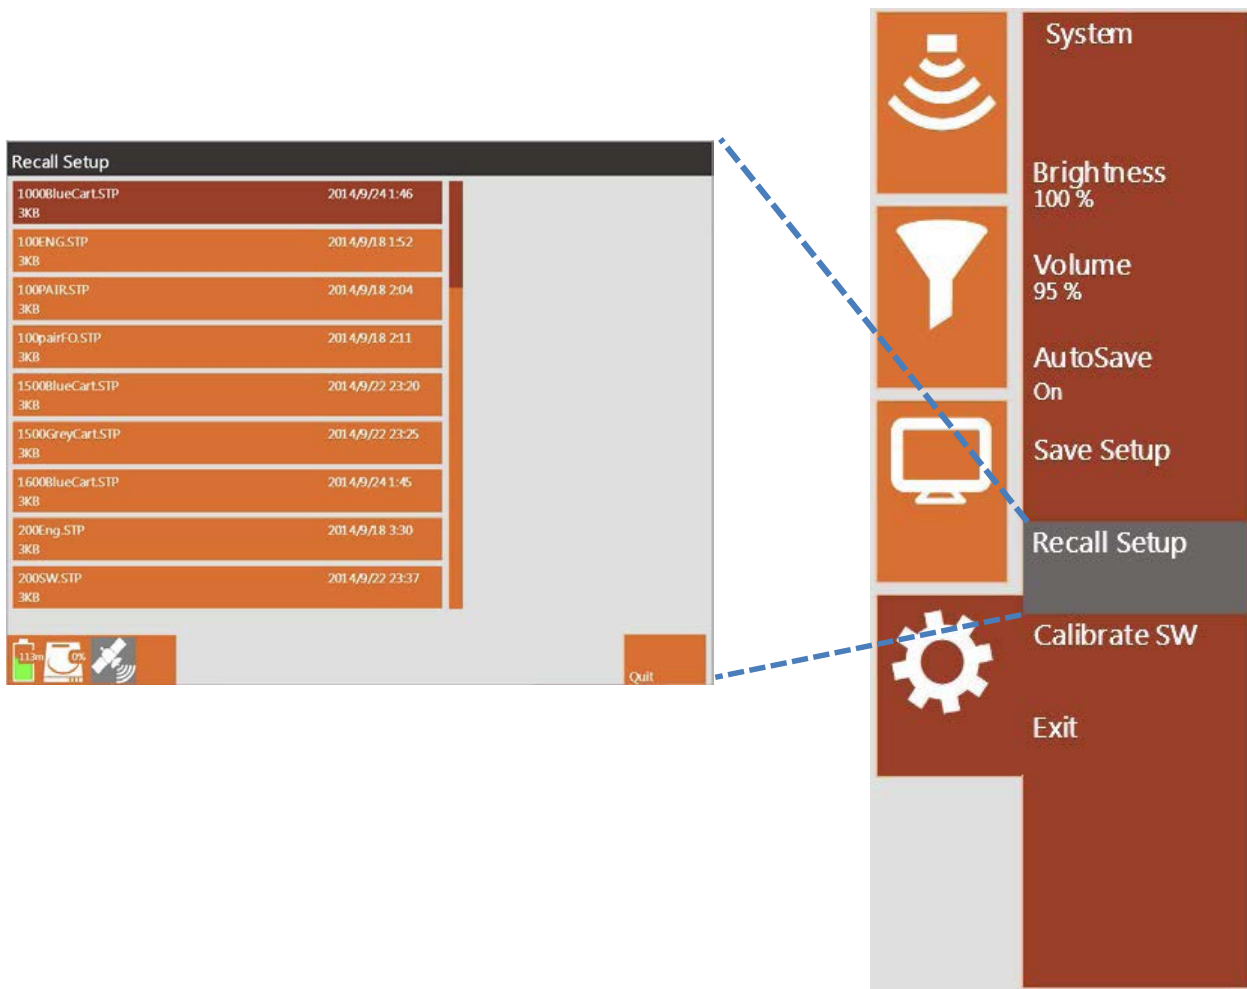 Recall Setup
1000BlueCart.STP 2014/9/24 1:46
3KB
100ENG.STP 2014/9/18 1:52
3KB
100PAIR.STP 2014/9/18 2:04
3KB
100pairFO.STP 2014/9/18 2:11
3KB
1500BlueCart.STP 2014/9/22 23:20
3KB
1500GreyCart.STP 2014/9/22 23:25
3KB
1600BlueCart.STP 2014/9/24 1:45
3KB
200Eng.STP 2014/9/18 3:30
3KB
200SW.STP 2014/9/22 23:37
3KB
113m 0%
Quit
System
Brightness
100 %
Volume
95 %
AutoSave
On
Save Setup
Recall Setup
Calibrate SW
Exit